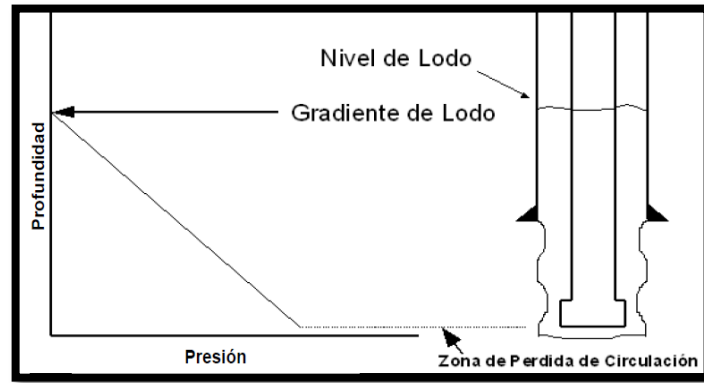 Nivel de Lodo
Gradiente de Lodo
Profundidad
Presión
Zona de Perdida de Circulación